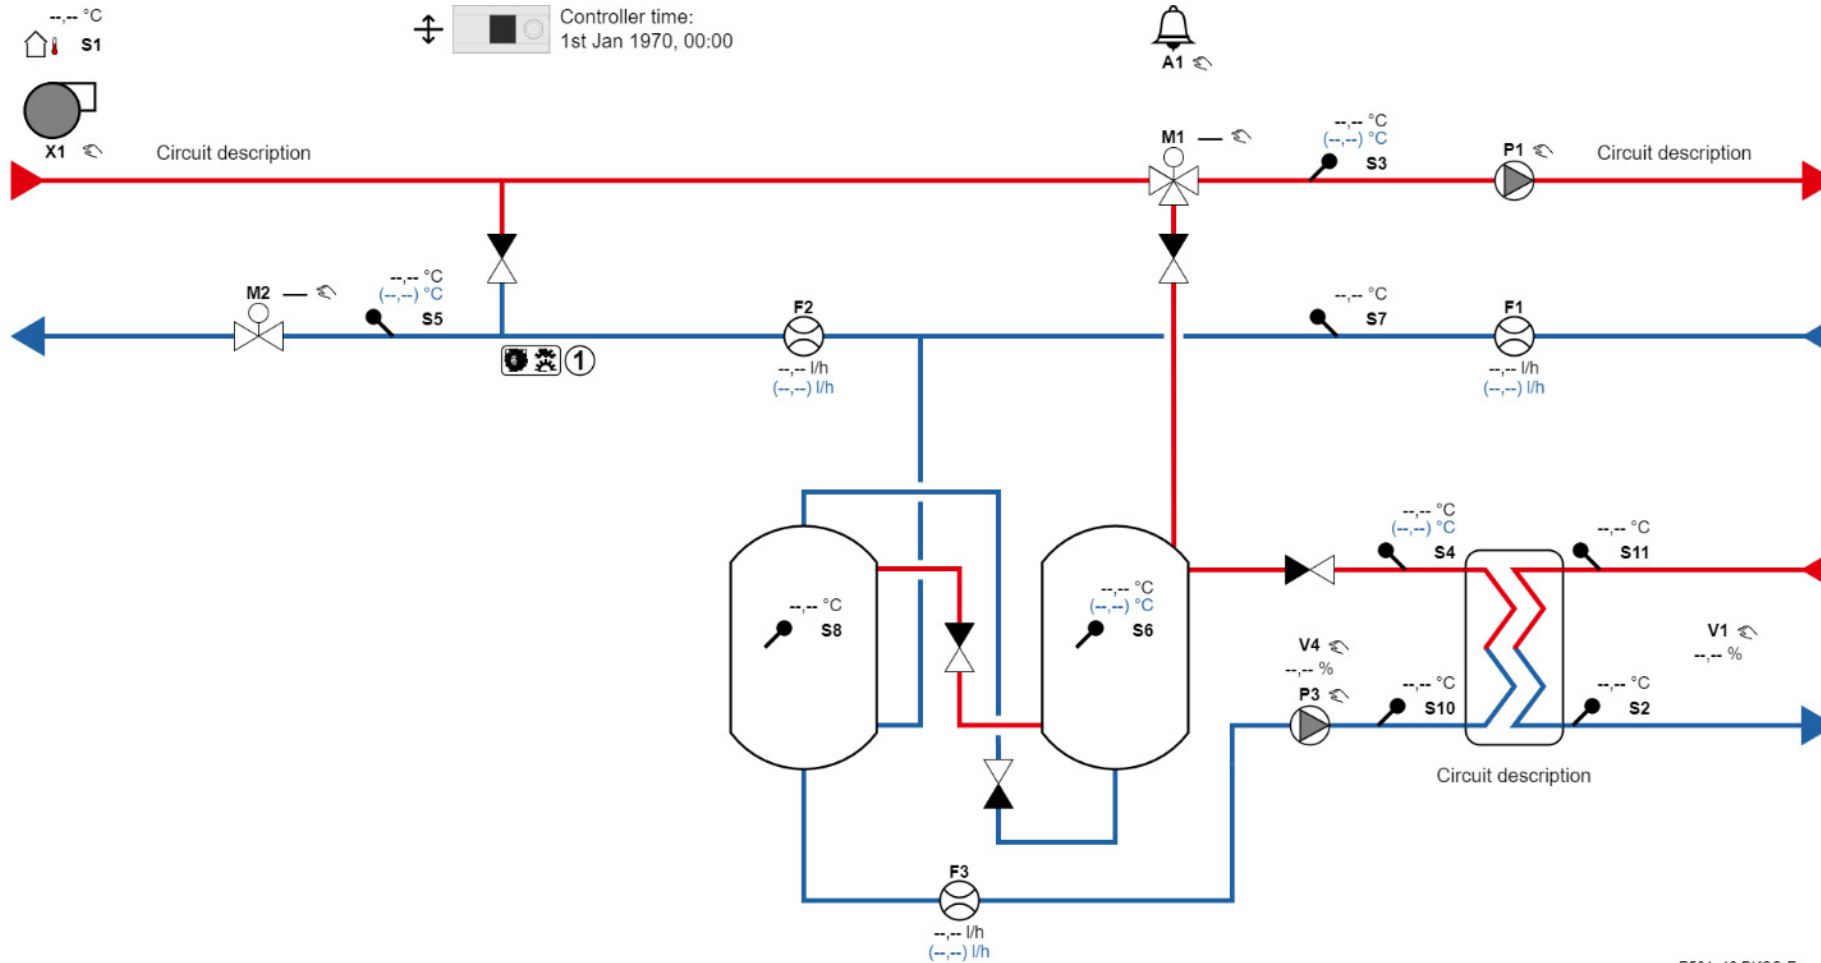 --,-- °C
S1
Controller time:
1st Jan 1970, 00:00
A1
X1
Circuit description
M1 —
--,-- °C
(--,--) °C
S3
P1
Circuit description
M2 —
--,-- °C
(--,--) °C
S5
F2
--,-- l/h
(--,--) l/h
1
--,-- °C
S7
F1
--,-- l/h
(--,--) l/h
--,-- °C
(--,--) °C
S4
--,-- °C
S11
--,-- °C
S8
--,-- °C
(--,--) °C
S6
V4
--,-- %
P3
--,-- °C
S10
--,-- °C
S2
V1
--,-- %
Circuit description
F3
--,-- l/h
(--,--) l/h